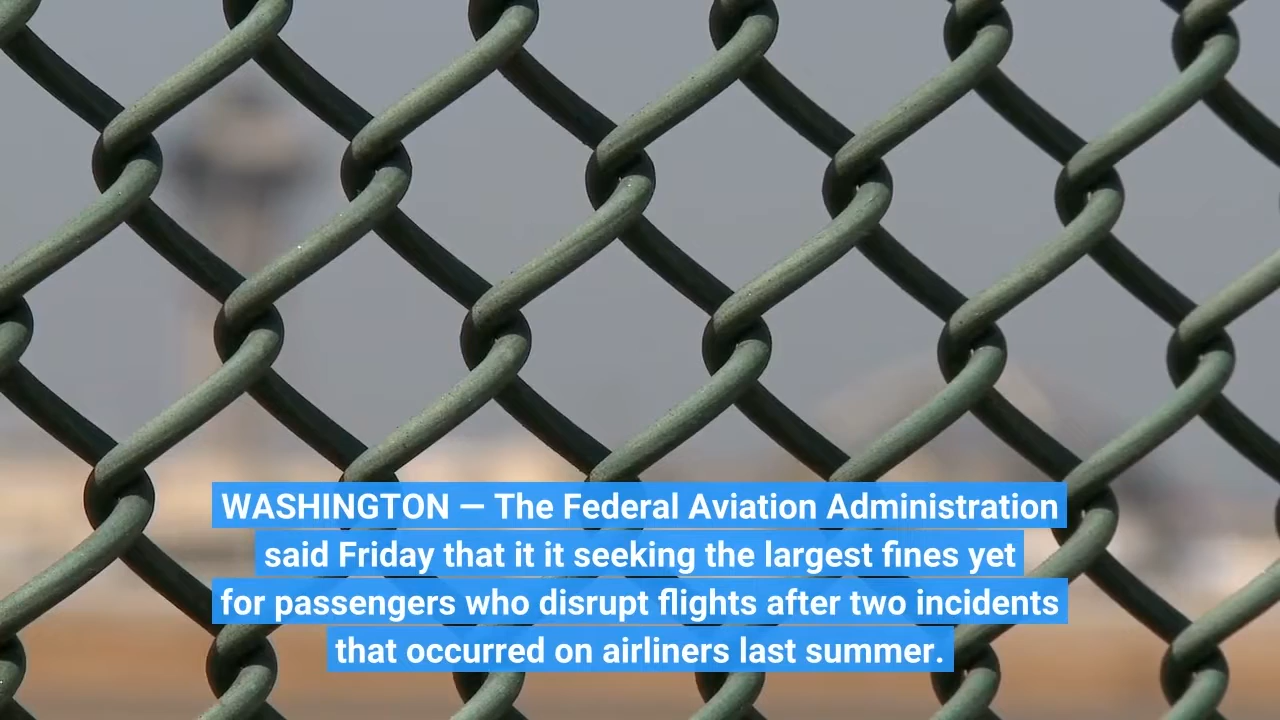 WASHINGTON — The Federal Aviation Administration
said Friday that it it seeking the largest fines yet
for passengers who disrupt flights after two incidents
that occurred on airliners last summer.